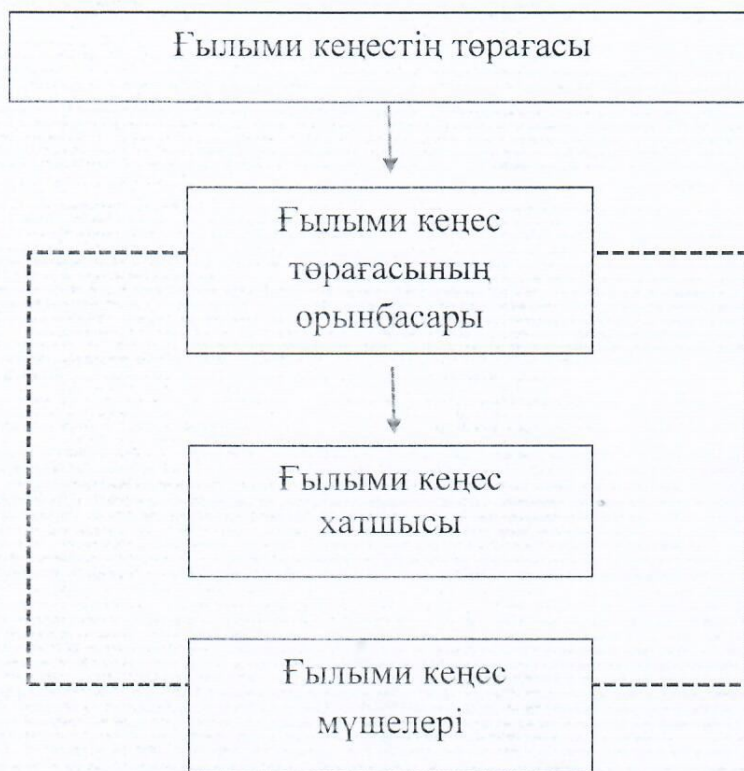 Ғылыми кеңестің төрағасы
Ғылыми кеңес
төрағасының
орынбасары
Ғылыми кеңес
хатшысы
Ғылыми кеңес
мүшелері